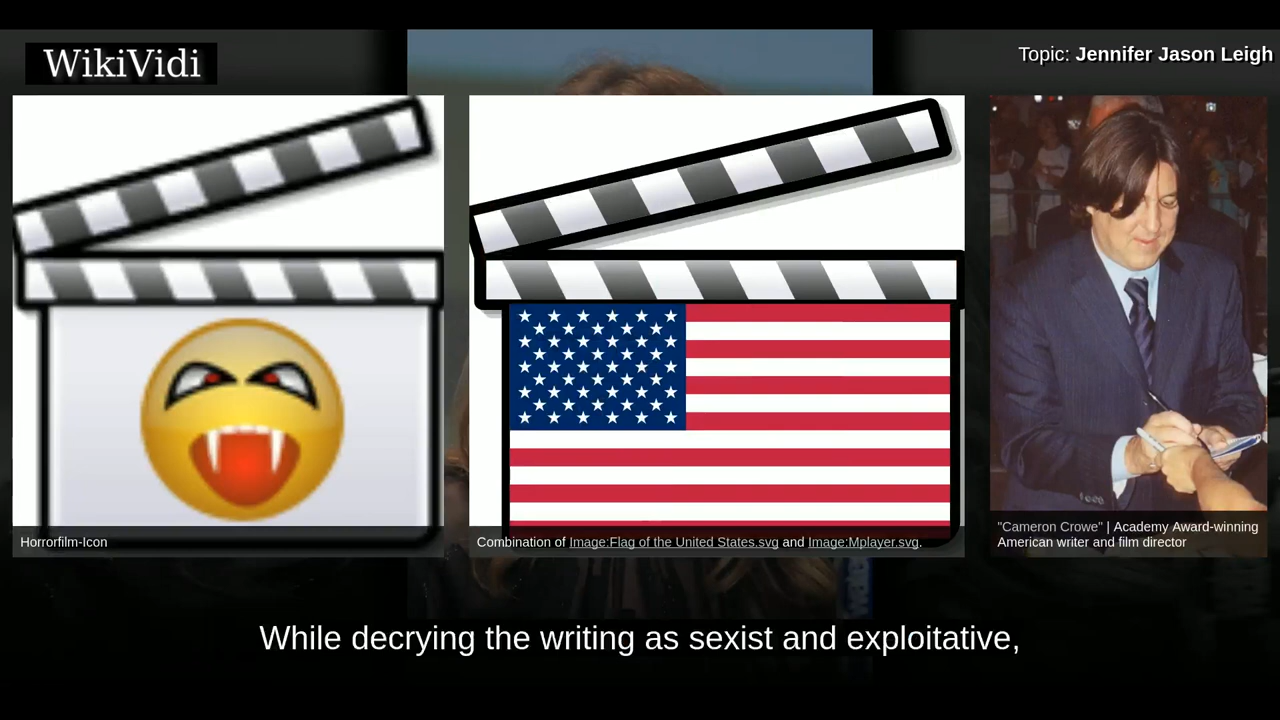 WikiVidi
Topic: Jennifer Jason Leigh
Horrorfilm-Icon
Combination of Image:Flag of the United States.svg and Image:Mplayer.svg.
"Cameron Crowe" | Academy Award-winning
American writer and film director
While decrying the writing as sexist and exploitative,